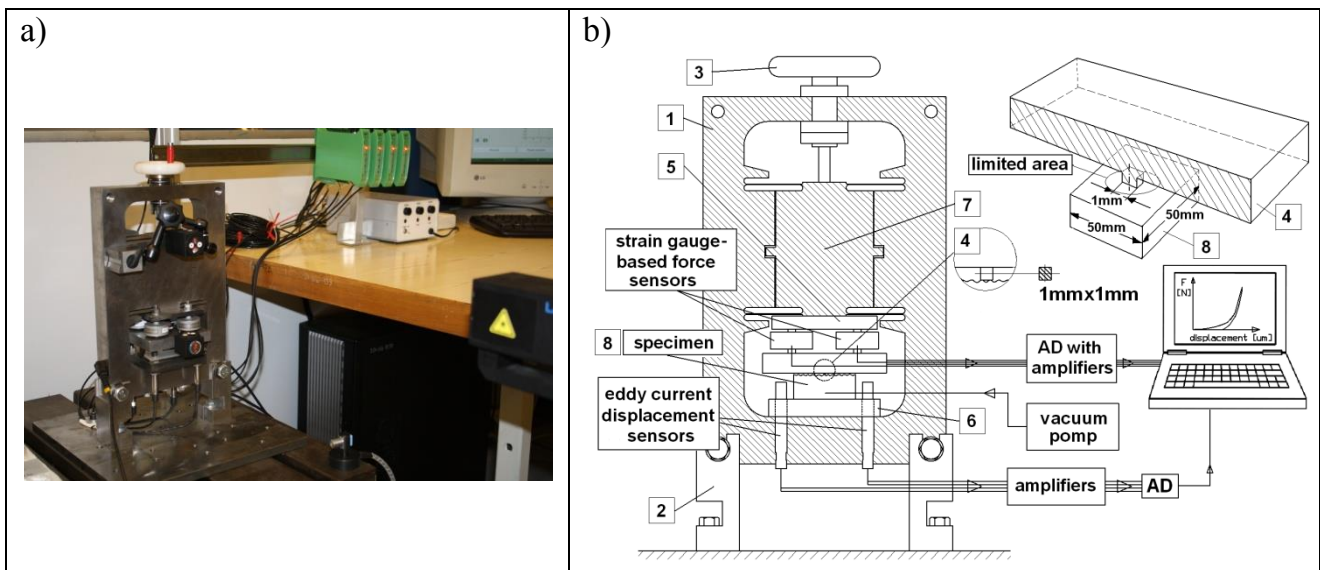 a)
b)
3
1
5
strain gauge-
based force
sensors
8
specimen
eddy current
displacement
sensors
2
7
4
1mmx1mm
limited area
1mm
50mm
50mm
4
8
F
[N]
displacement [um]
AD with
amplifiers
6
vacuum
pomp
amplifiers
AD